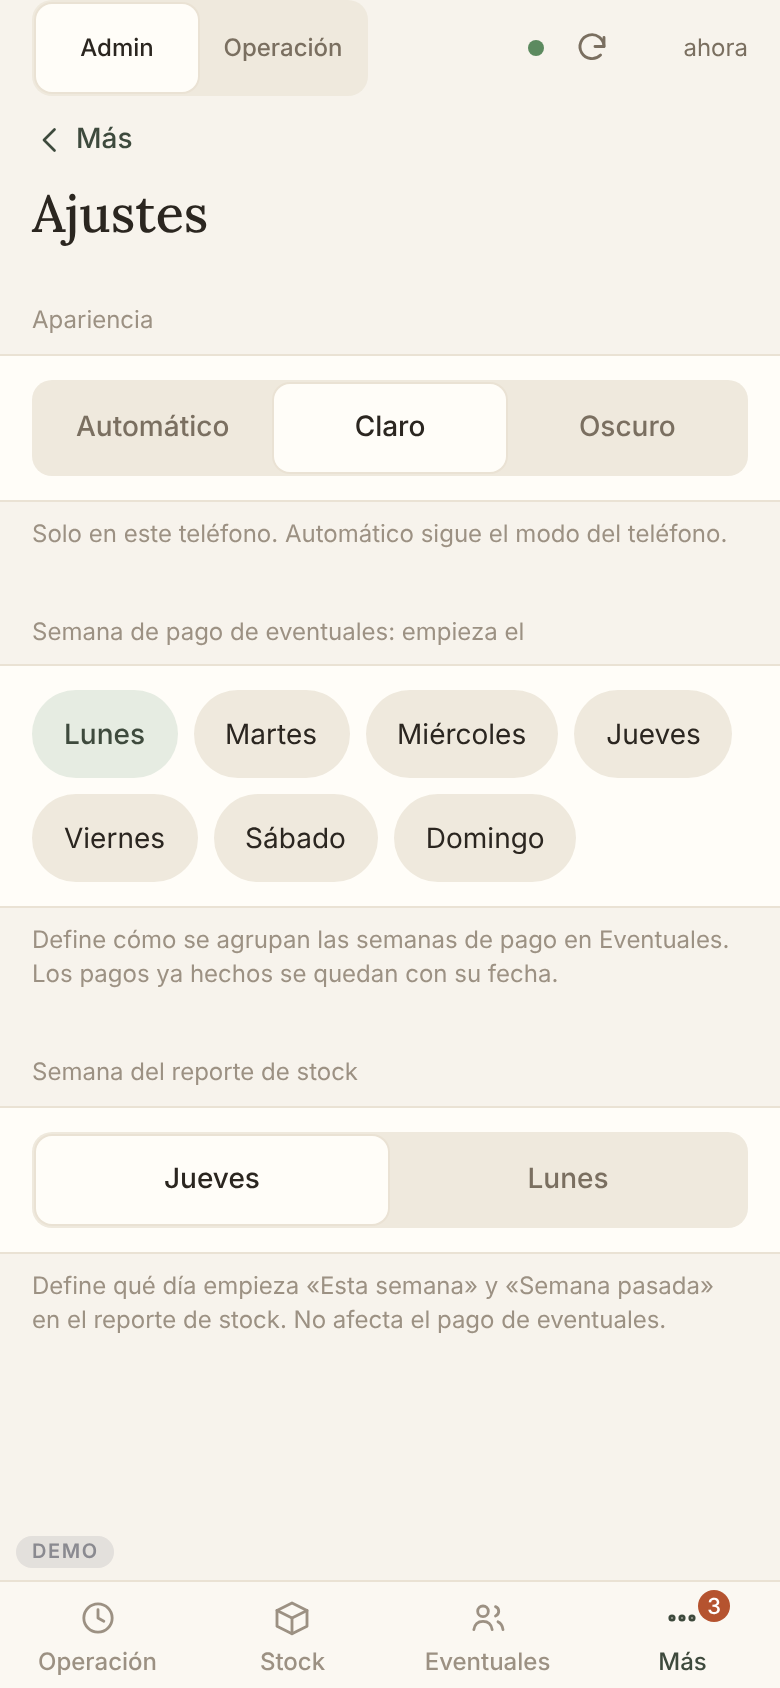 Admin
Operación
ahora
Más
Ajustes
Apariencia
Automático
Claro
Oscuro
Solo en este teléfono. Automático sigue el modo del teléfono.
Semana de pago de eventuales: empieza el
Lunes
Martes
Miércoles
Jueves
Viernes
Sábado
Domingo
Define cómo se agrupan las semanas de pago en Eventuales.
Los pagos ya hechos se quedan con su fecha.
Semana del reporte de stock
Jueves
Lunes
Define qué día empieza «Esta semana» y «Semana pasada»
en el reporte de stock. No afecta el pago de eventuales.
DEMO
3
Operación
Stock
Eventuales
Más